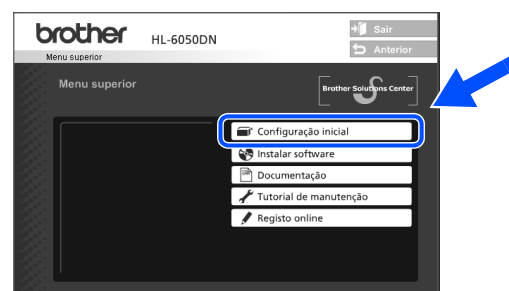 brother
HL-6050DN
Sair
Anterior
Menu superior
Menu superior
Brother Solutions Center
Configuração inicial
Instalar software
Documentação
Tutorial de manutenção
Registo online